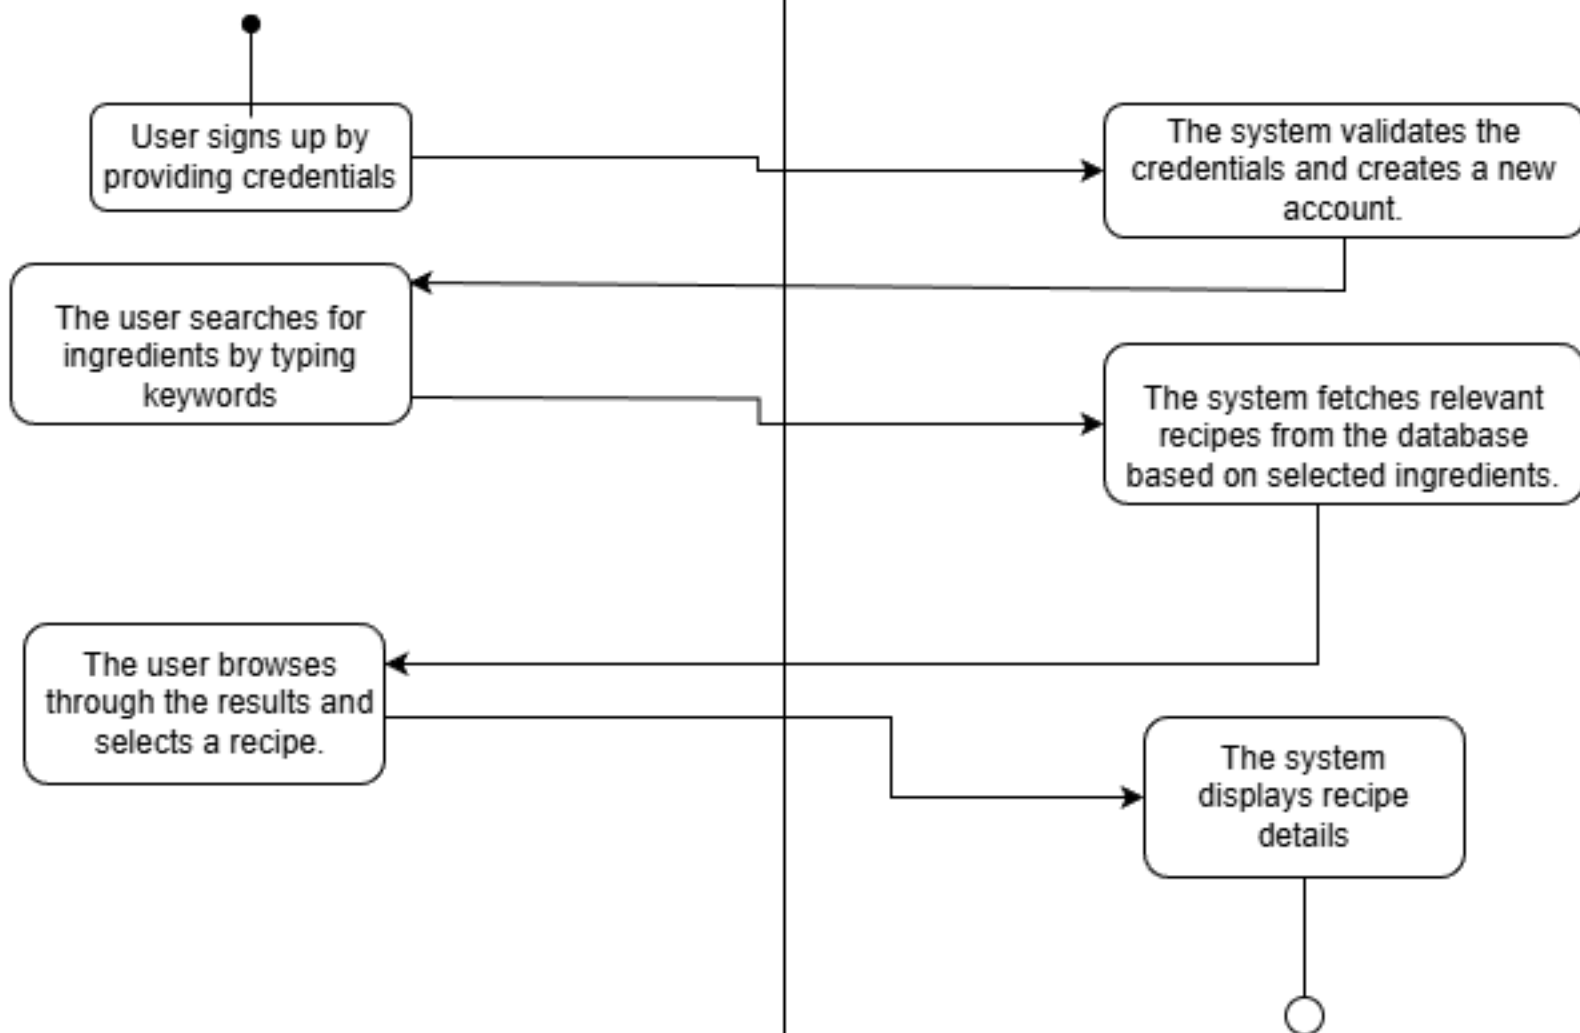 User signs up by
providing credentials
The system validates the
credentials and creates a new
account.
The user searches for
ingredients by typing
keywords
The system fetches relevant
recipes from the database
based on selected ingredients.
The user browses
through the results and
selects a recipe.
The system
displays recipe
details